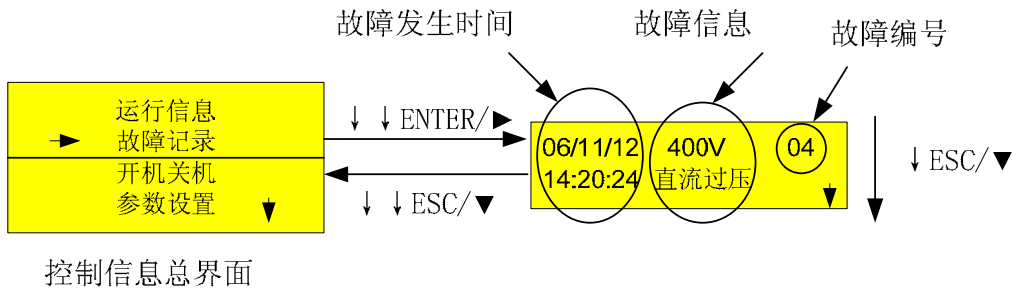 故障发生时间
故障信息
故障编号
运行信息
故障记录
开机关机
参数设置
↓ ↓ ENTER/▶
↓ ↓ ESC/▼
06/11/12 400V 04
14:20:24 直流过压
↓ ESC/▼
控制信息总界面